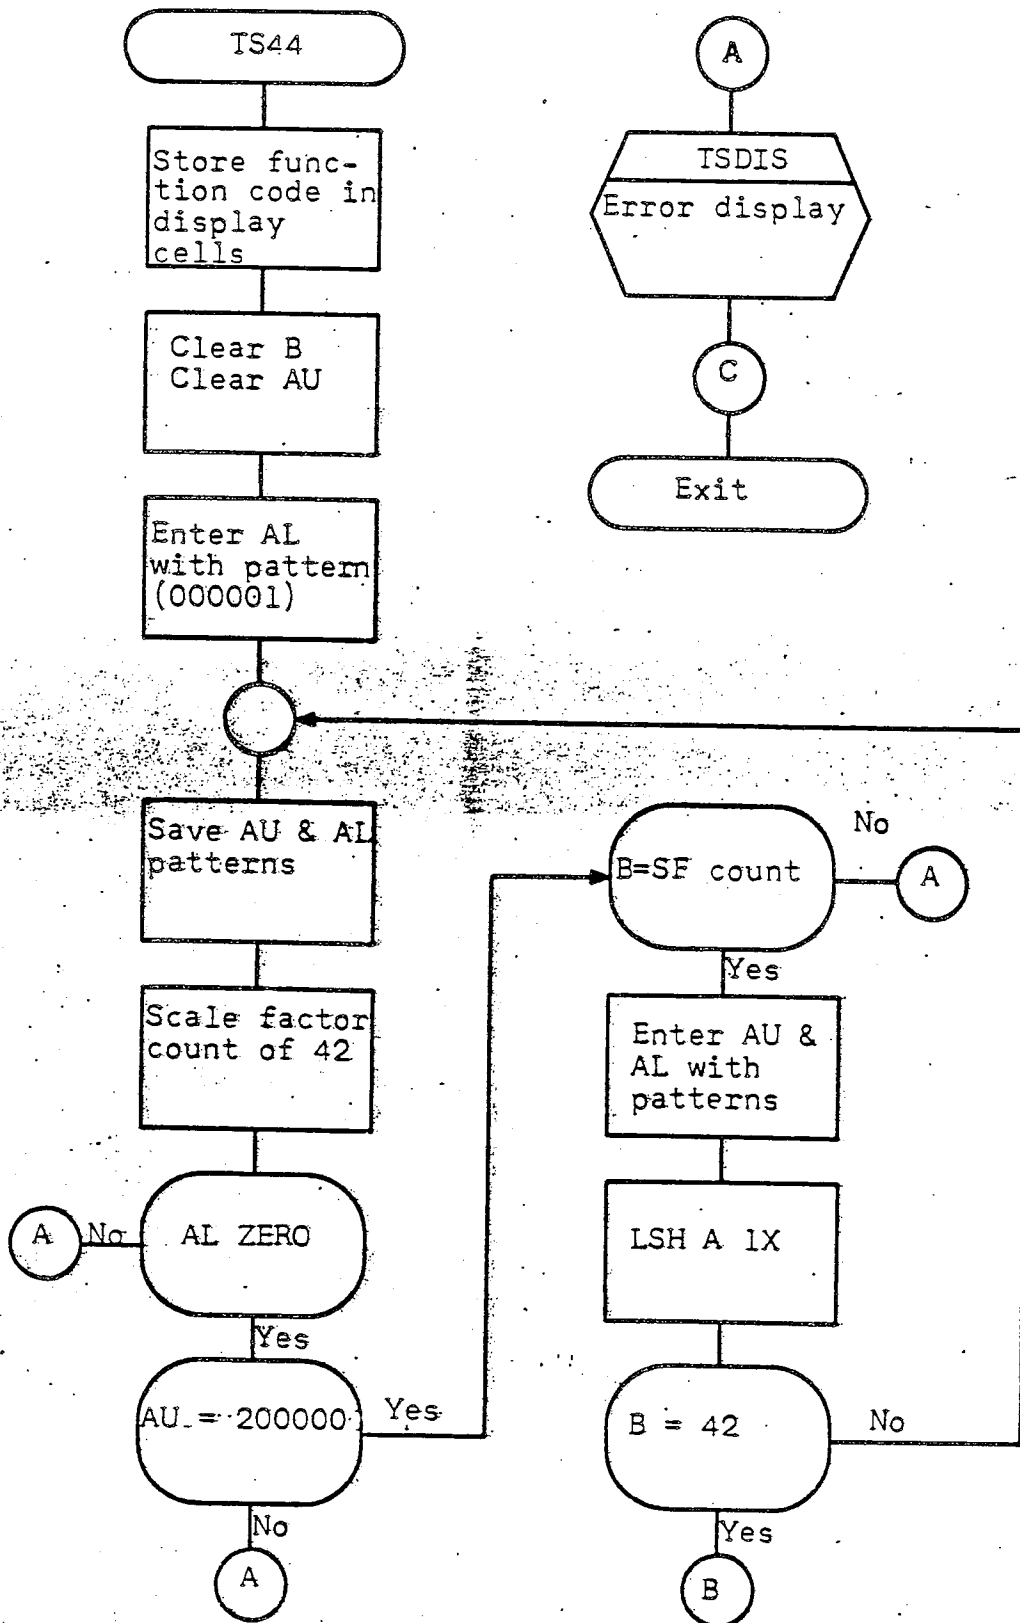 TS44
Store func-
tion code in
display
cells
Clear B
Clear AU
Enter AL
with pattern
(000001)
Save AU & AL
patterns
Scale factor
count of 42
A
No
AL ZERO
Yes
AU = 200000
Yes
No
A
A
TSDIS
Error display
C
Exit
B=SF count
No
A
Yes
Enter AU &
AL with
patterns
LSH A 1X
B = 42
No
Yes
B